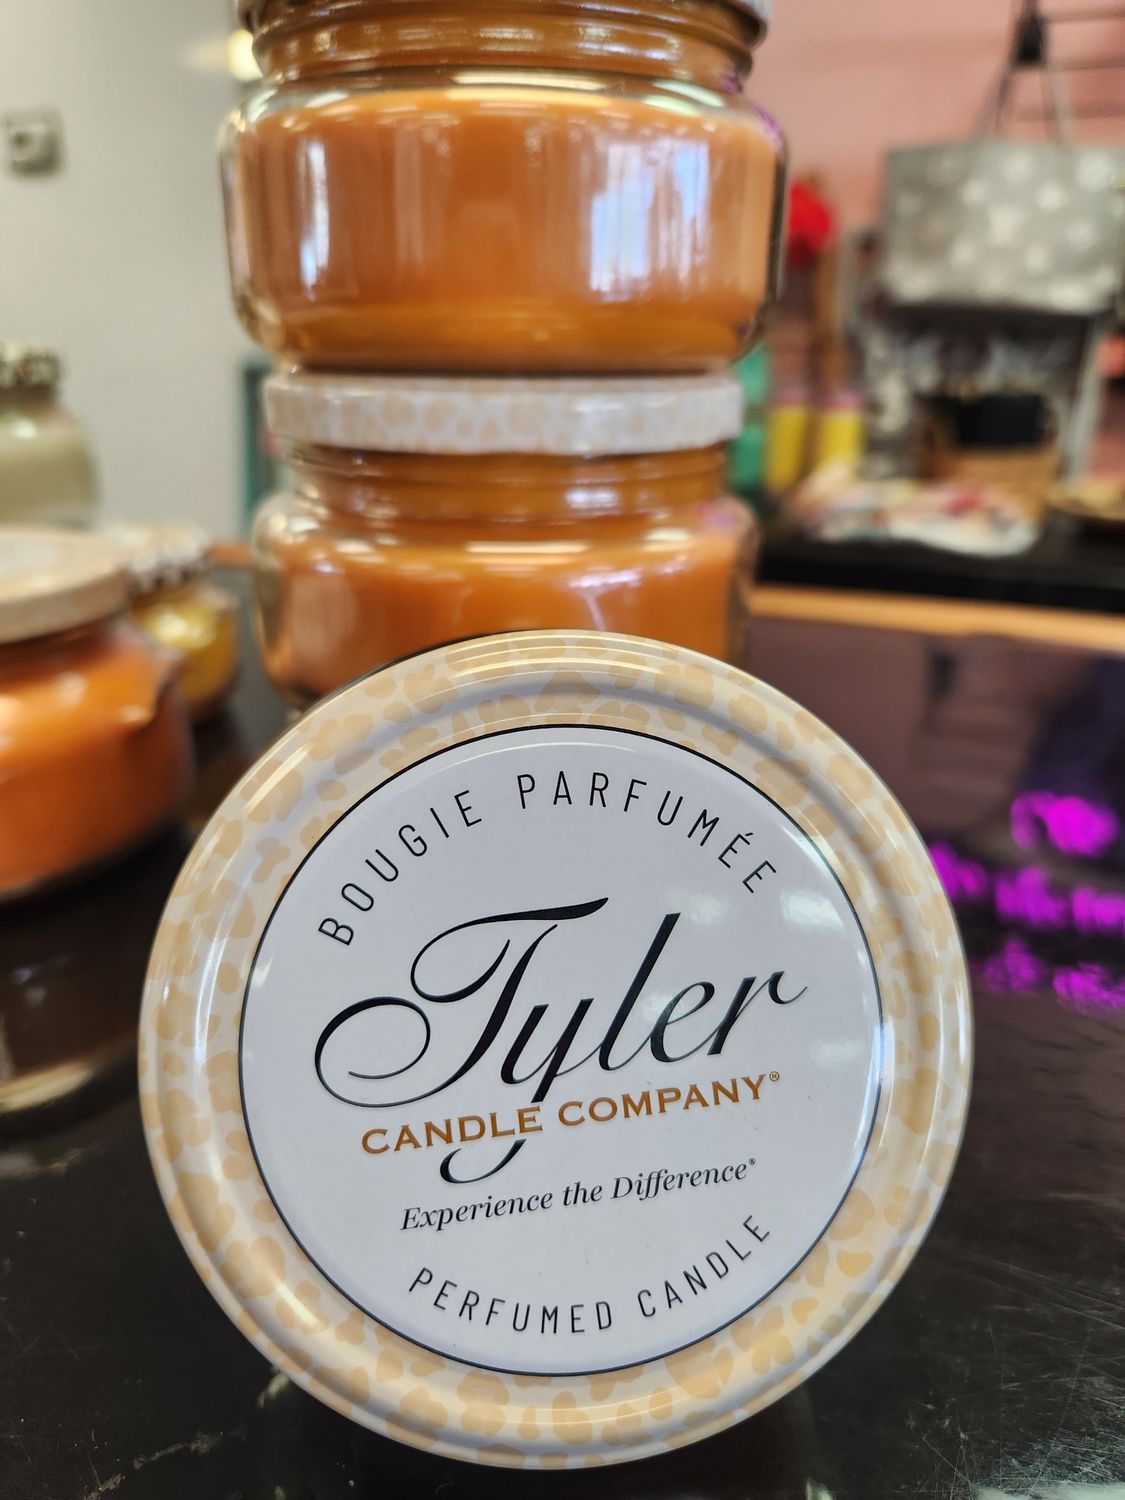 BOUGIE PARFUMÉE
Tyler
CANDLE COMPANY®
Experience the Difference®
PERFUMED CANDLE